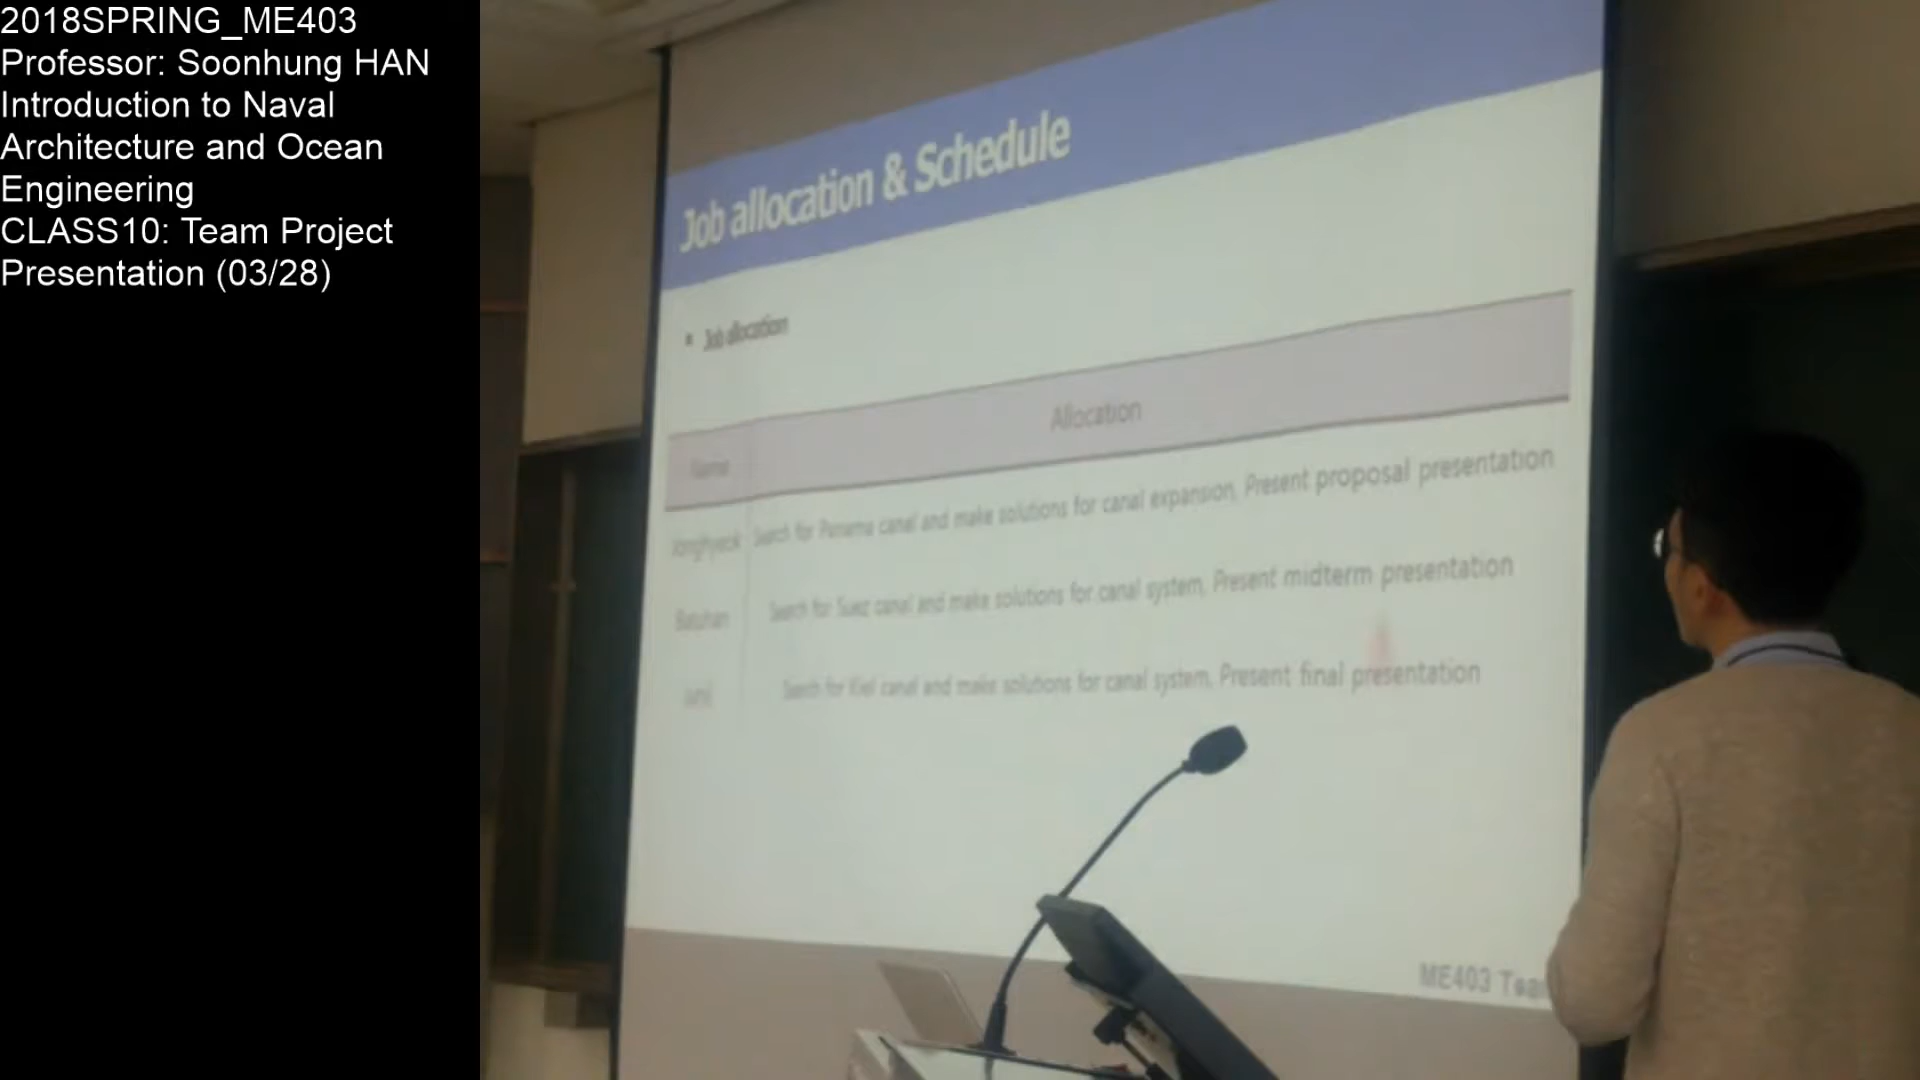 2018SPRING_ME403
Professor: Soonhung HAN
Introduction to Naval
Architecture and Ocean
Engineering
CLASS10: Team Project
Presentation (03/28)
Job allocation & Schedule
Job allocation
Name Allocation
Search for Panama canal and make solutions for canal expansion, Present proposal presentation
Batuhan Search for Suez canal and make solutions for canal system, Present midterm presentation
Search for Kiel canal and make solutions for canal system, Present final presentation
ME403